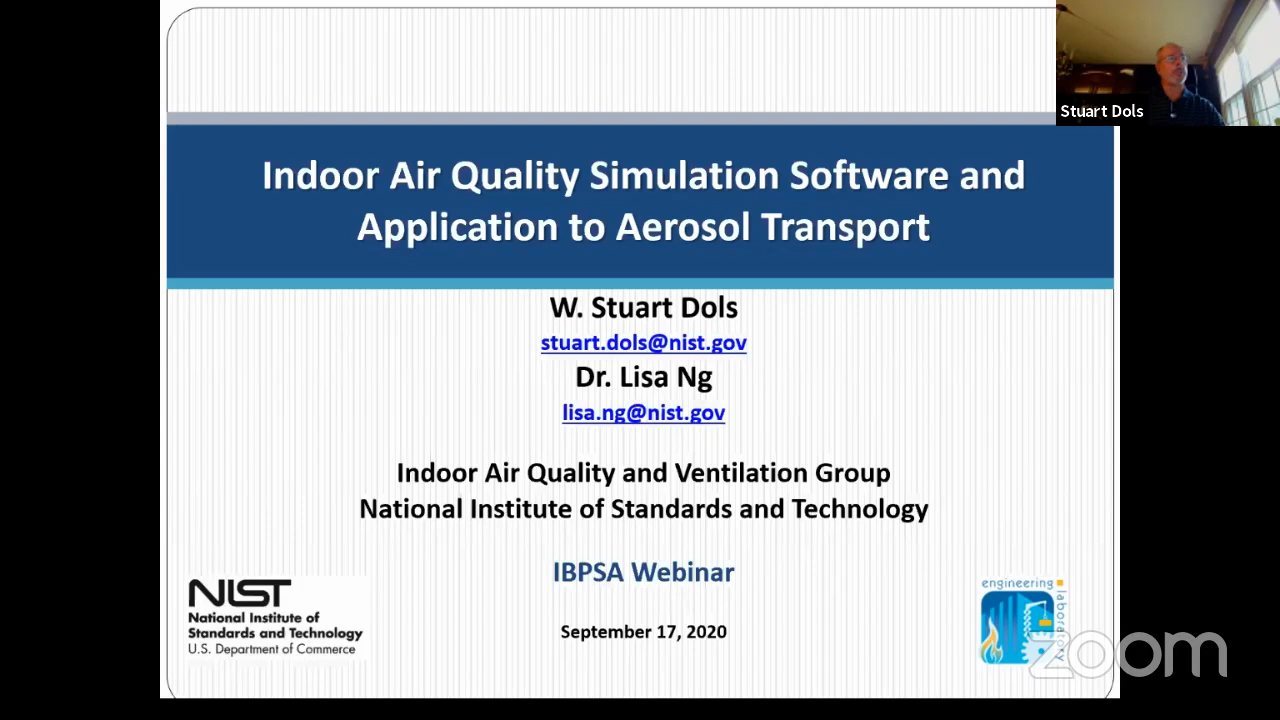 Stuart Dols
Indoor Air Quality Simulation Software and
Application to Aerosol Transport
W. Stuart Dols
stuart.dols@nist.gov
Dr. Lisa Ng
lisa.ng@nist.gov
Indoor Air Quality and Ventilation Group
National Institute of Standards and Technology
IBPSA Webinar
September 17, 2020
NIST
National Institute of
Standards and Technology
U.S. Department of Commerce
engineering
laboratory
zoom